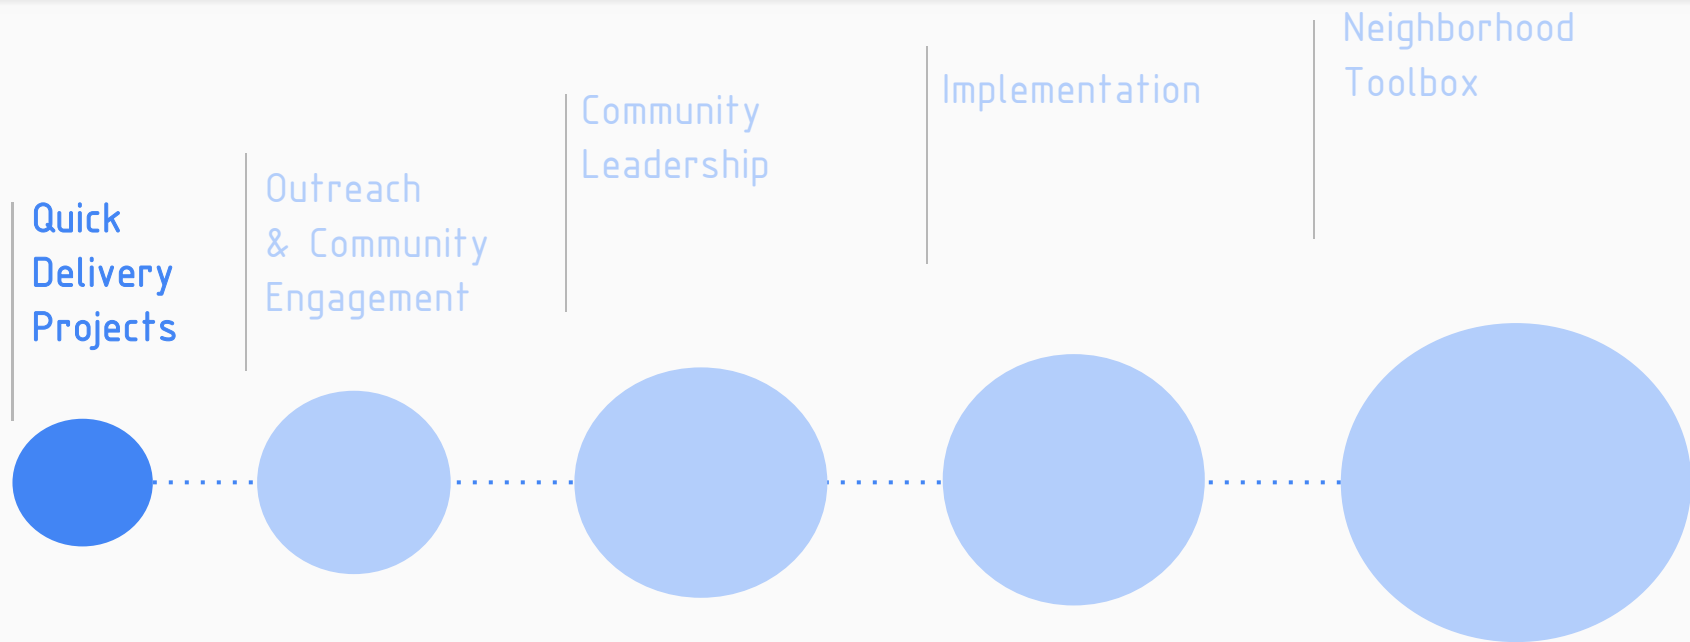 Quick
Delivery
Projects
Outreach
& Community
Engagement
Community
Leadership
Implementation
Neighborhood
Toolbox